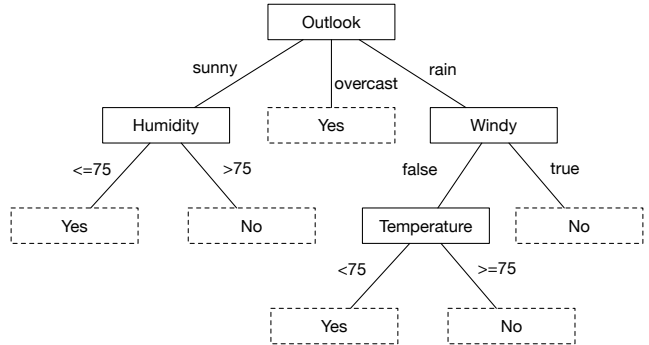 Outlook
sunny
overcast
rain
Humidity
Yes
Windy
<=75
>75
false
true
Yes
No
Temperature
No
<75
>=75
Yes
No